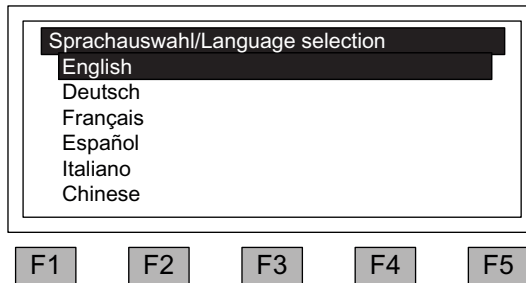 Sprachauswahl/Language selection
English
Deutsch
Français
Español
Italiano
Chinese
F1 F2 F3 F4 F5